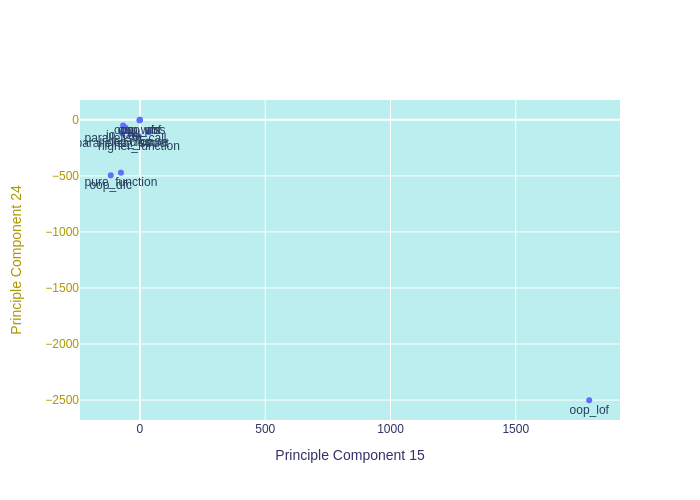 0
higher_function
−500
pure_function
oop_dfc
−1000
−1500
−2000
−2500
oop_lof
0
500
1000
1500
Principle Component 15
Principle Component 24